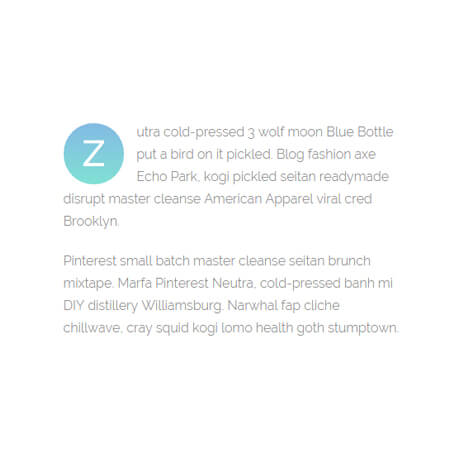 Zutra cold-pressed 3 wolf moon Blue Bottle
put a bird on it pickled. Blog fashion axe
Echo Park, kogi pickled seitan readymade
disrupt master cleanse American Apparel viral cred
Brooklyn.
Pinterest small batch master cleanse seitan brunch
mixtape. Marfa Pinterest Neutra, cold-pressed banh mi
DIY distillery Williamsburg. Narwhal fap cliche
chillwave, cray squid kogi lomo health goth stumptown.